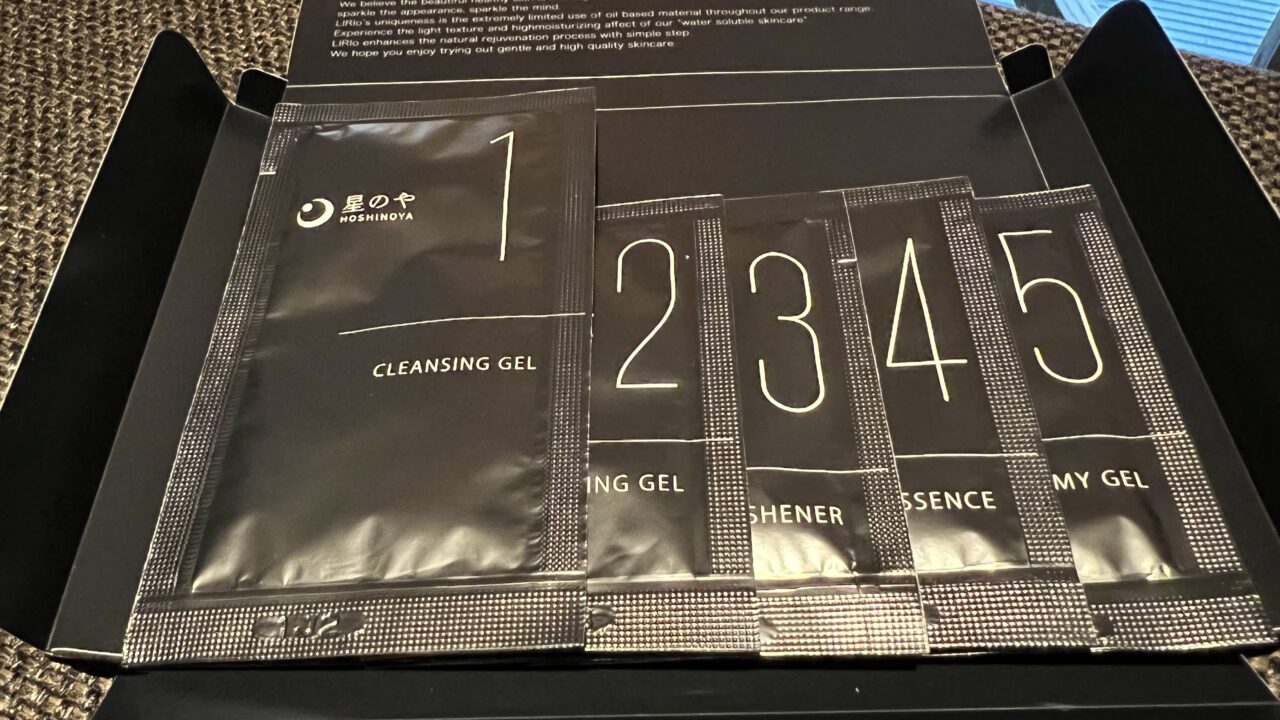 We believe the beautiful healthy
sparkle the appearance, sparkle the mind.
LIRIo's uniqueness is the extremely limited use of oil based material throughout our product range.
Experience the light texture and highmoisturizing affect of our "water soluble skincare"
LIRIo enhances the natural rejuvenation process with simple step
We hope you enjoy trying out gentle and high quality skincare
1
星のや
HOSHINOYA
CLEANSING GEL
2
ING GEL
3
SHENER
4
SSENCE
5
MY GEL